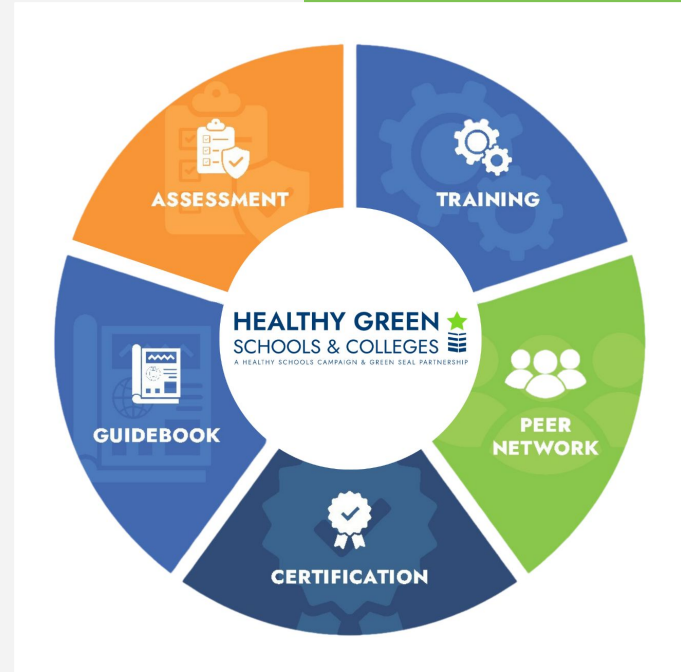 ASSESSMENT
TRAINING
HEALTHY GREEN
SCHOOLS & COLLEGES
A HEALTHY SCHOOLS CAMPAIGN & GREEN SEAL PARTNERSHIP
GUIDEBOOK
PEER
NETWORK
CERTIFICATION